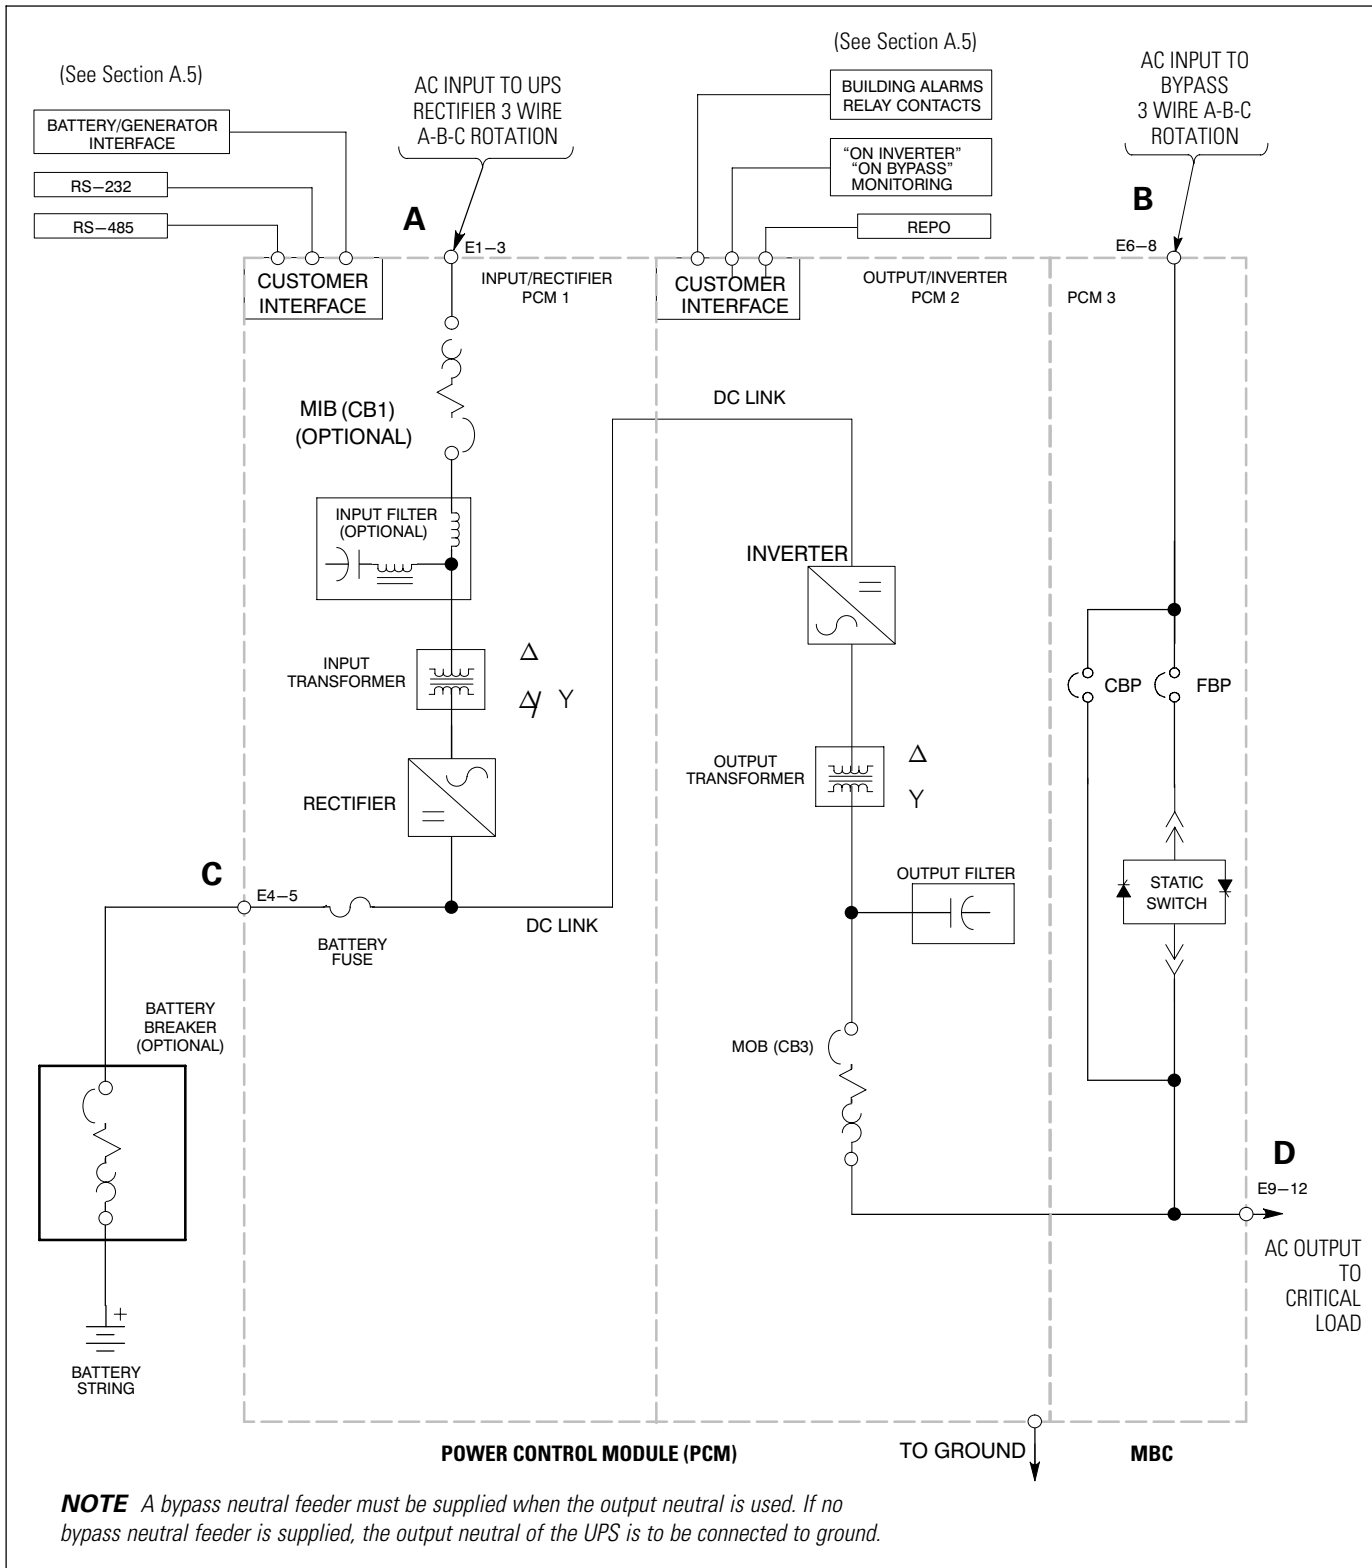 (See Section A.5)
BATTERY/GENERATOR
INTERFACE
RS–232
RS–485
AC INPUT TO UPS
RECTIFIER 3 WIRE
A-B-C ROTATION
(See Section A.5)
BUILDING ALARMS
RELAY CONTACTS
“ON INVERTER”
“ON BYPASS”
MONITORING
REPO
AC INPUT TO
BYPASS
3 WIRE A-B-C
ROTATION
A
E1–3
B
E6–8
CUSTOMER
INTERFACE
INPUT/RECTIFIER
PCM 1
CUSTOMER
INTERFACE
OUTPUT/INVERTER
PCM 2
PCM 3
MIB (CB1)
(OPTIONAL)
DC LINK
INPUT FILTER
(OPTIONAL)
INVERTER
INPUT
TRANSFORMER
Δ
Δ/ Y
CBP
FBP
OUTPUT
TRANSFORMER
Δ
Y
RECTIFIER
STATIC
SWITCH
C
E4–5
BATTERY
FUSE
DC LINK
OUTPUT FILTER
BATTERY
BREAKER
(OPTIONAL)
MOB (CB3)
D
E9–12
AC OUTPUT
TO
CRITICAL
LOAD
+
BATTERY
STRING
POWER CONTROL MODULE (PCM)
TO GROUND
MBC
NOTE A bypass neutral feeder must be supplied when the output neutral is used. If no
bypass neutral feeder is supplied, the output neutral of the UPS is to be connected to ground.